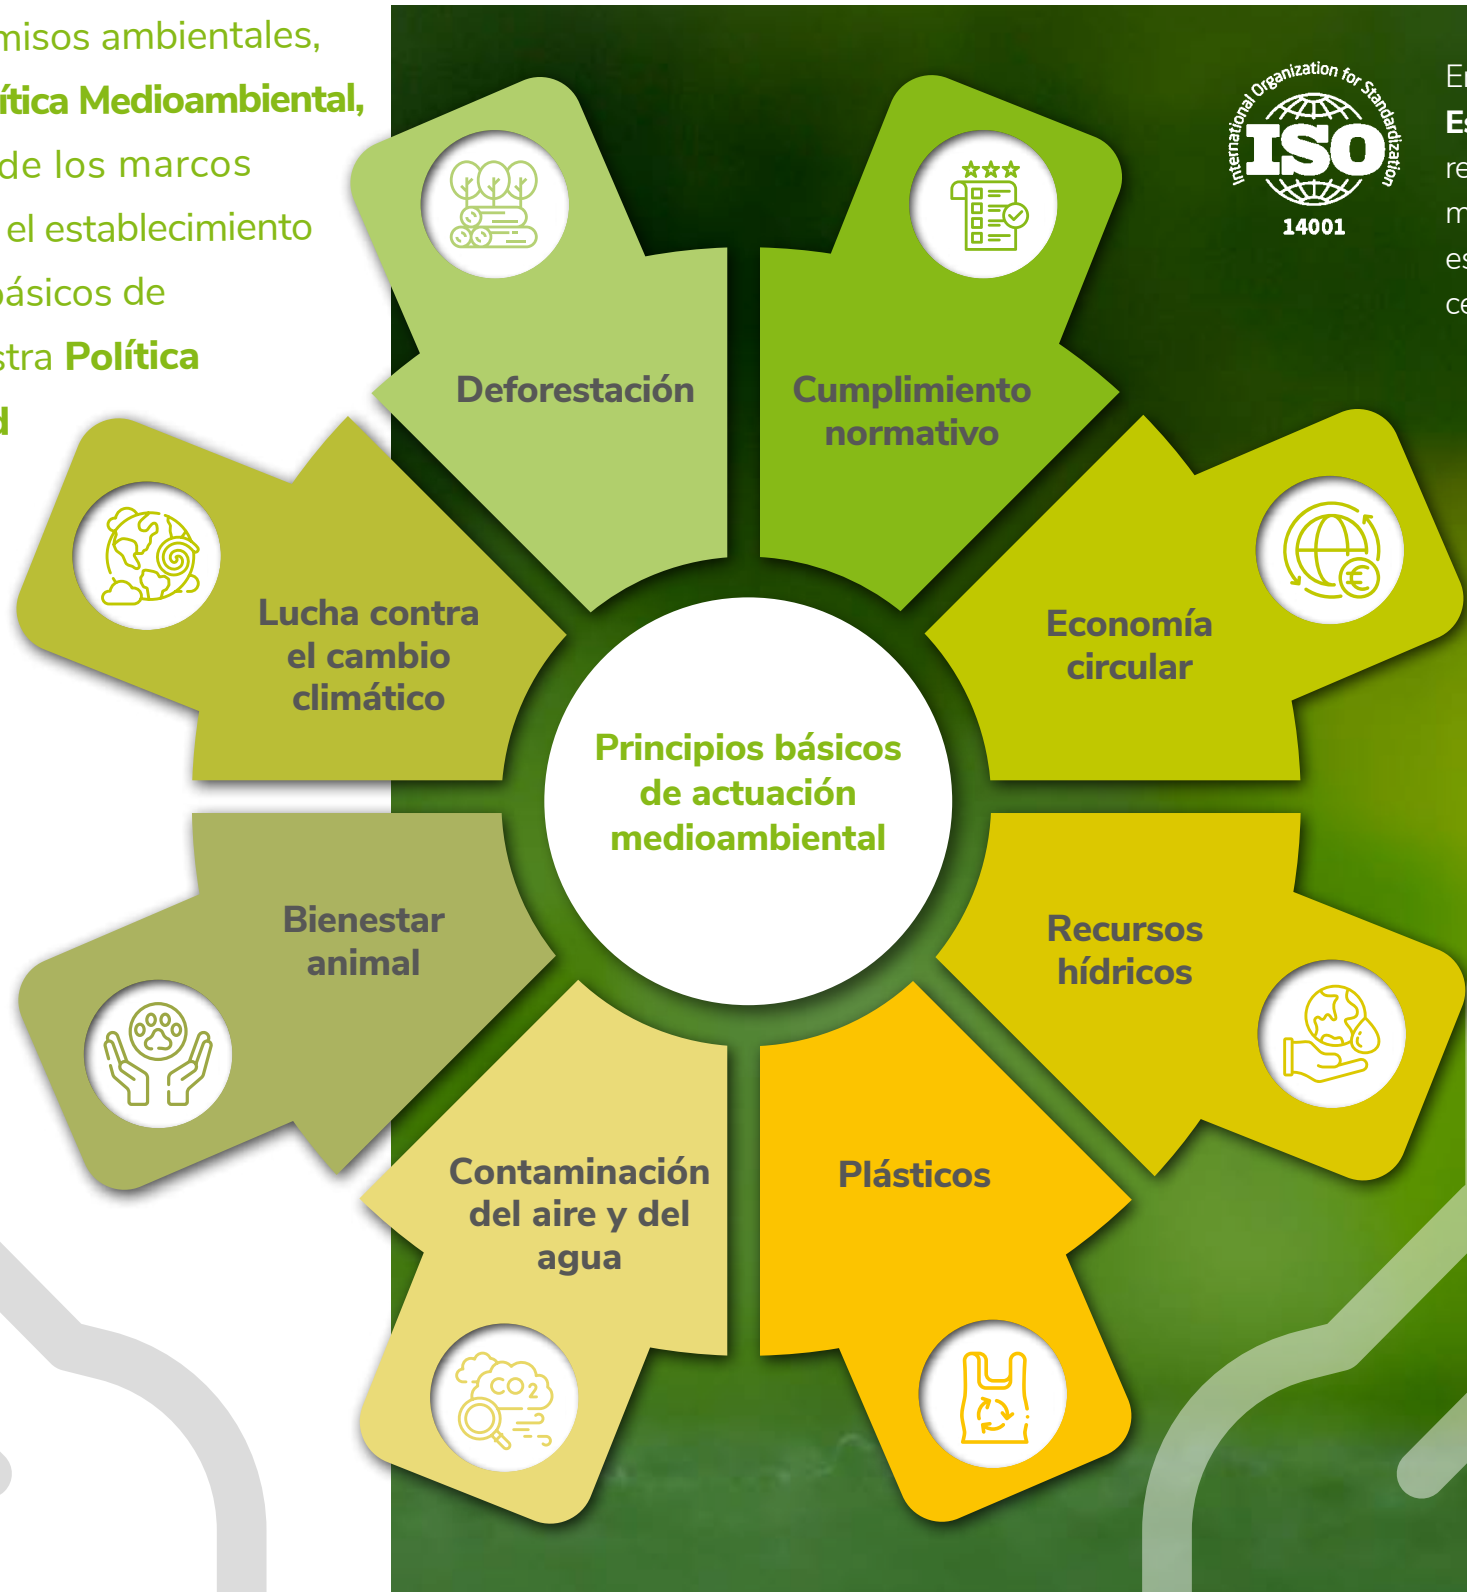 misos ambientales,
ítica Medioambiental,
de los marcos
el establecimiento
básicos de
stra Política
d
International Organization for Standardization
ISO
14001
Deforestación
Cumplimiento
normativo
Economía
circular
Recursos
hídricos
Plásticos
Contaminación
del aire y del
agua
CO2
Bienestar
animal
Lucha contra
el cambio
climático
Principios básicos
de actuación
medioambiental